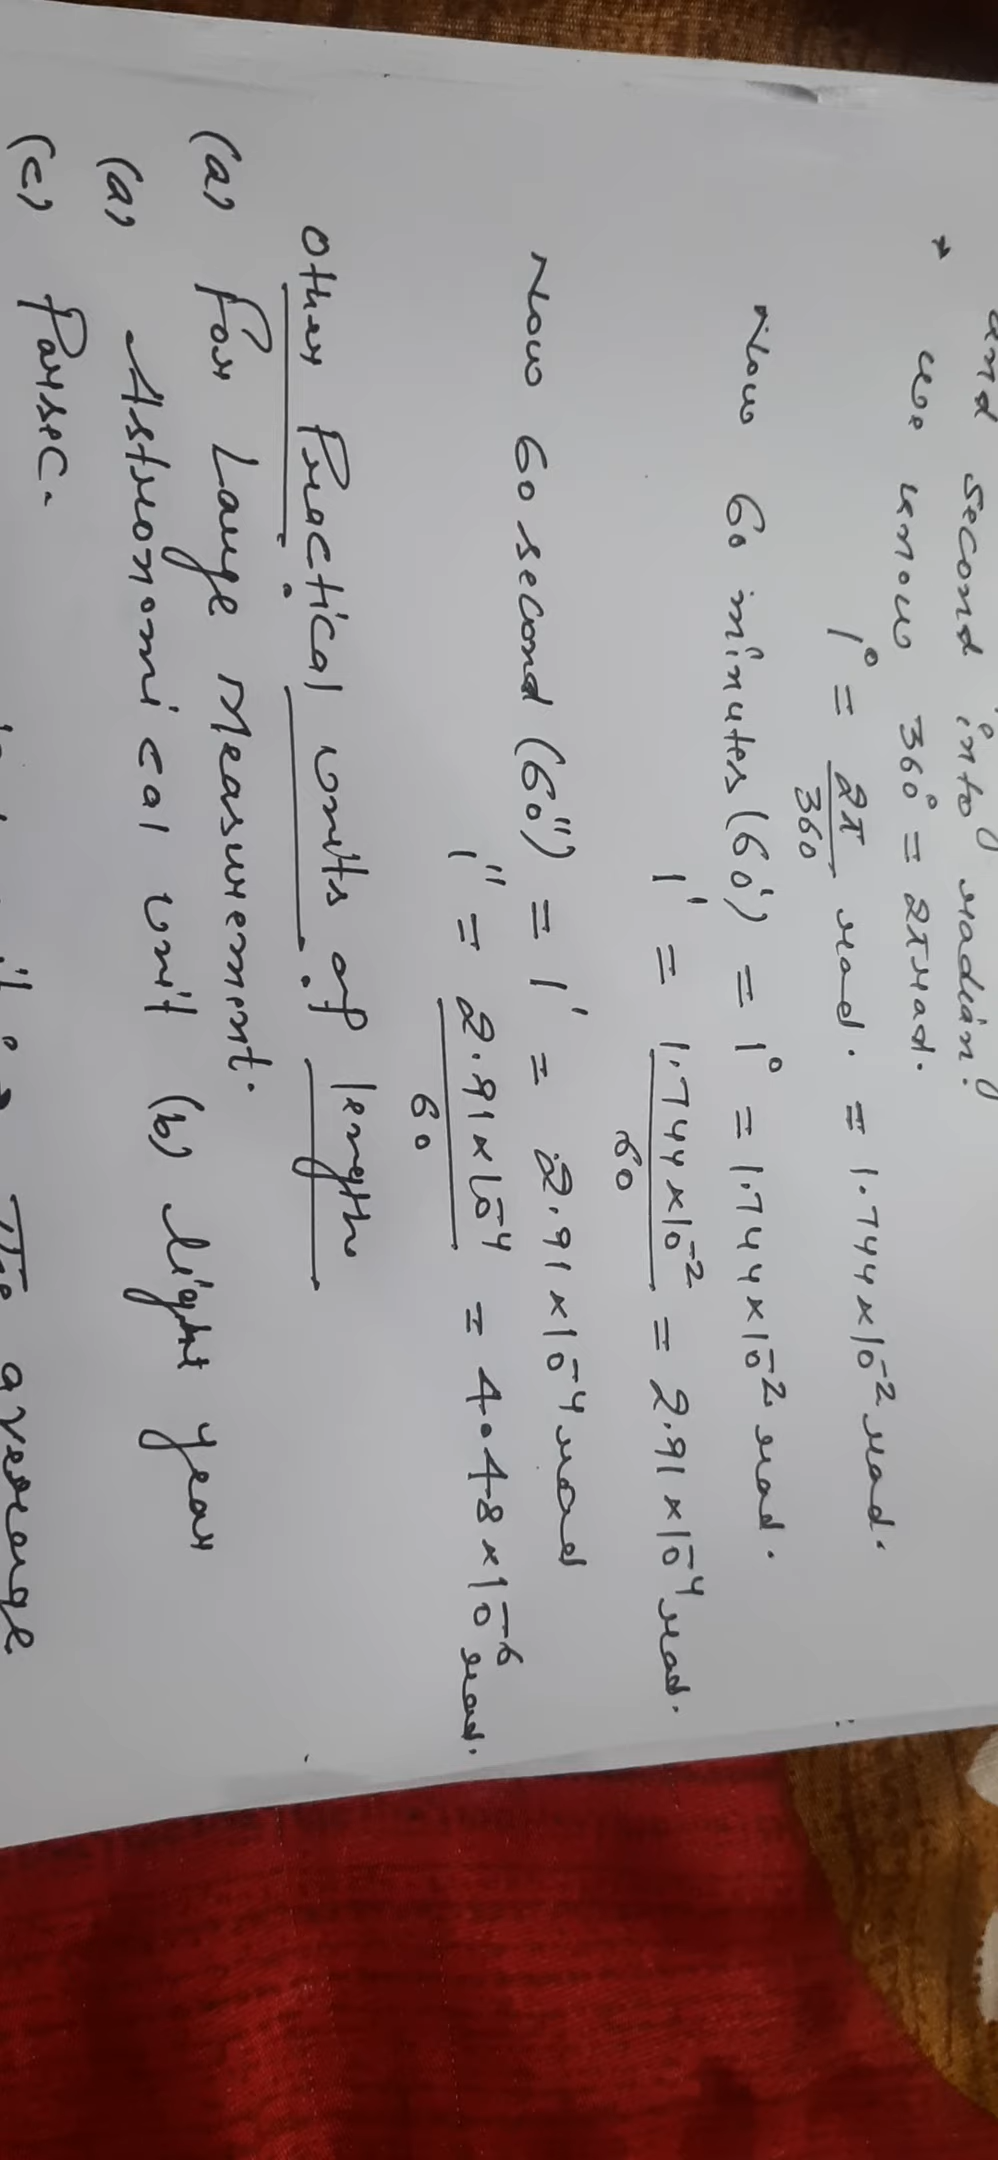 and second into radian.
* we know 360° = 2π rad.
1° = 2π/360 rad. = 1.744 × 10⁻² rad.
Now 60 minutes (60') = 1° = 1.744 × 10⁻² rad.
1' = 1.744 × 10⁻²/60 = 2.91 × 10⁻⁴ rad.
Now 60 second (60") = 1' = 2.91 × 10⁻⁴ rad
1" = 2.91 × 10⁻⁴/60 = 4.48 × 10⁻⁶ rad.
Other Practical units of length
(a) For Large measurement.
(a) Astronomical unit (b) light year
(c) Parsec.
The average